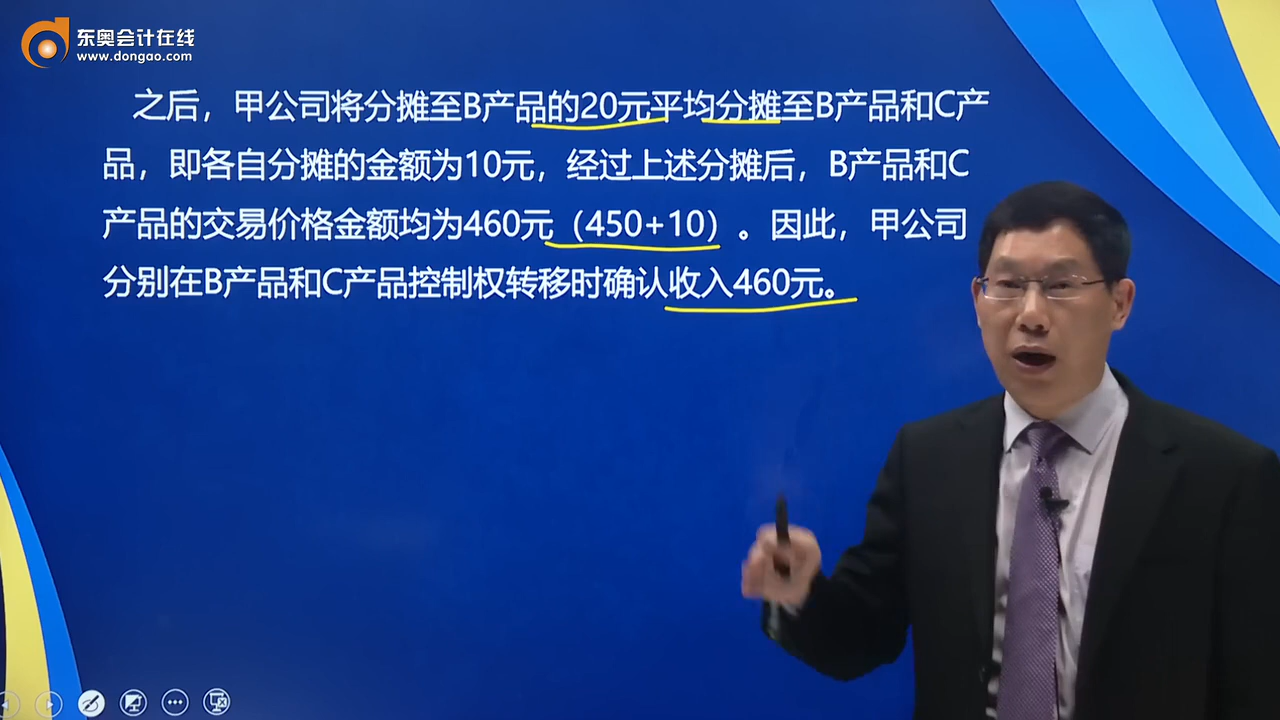 东奥会计在线
www.dongao.com
之后，甲公司将分摊至B产品的20元平均分摊至B产品和C产
品，即各自分摊的金额为10元，经过上述分摊后，B产品和C
产品的交易价格金额均为460元（450+10）。因此，甲公司
分别在B产品和C产品控制权转移时确认收入460元。